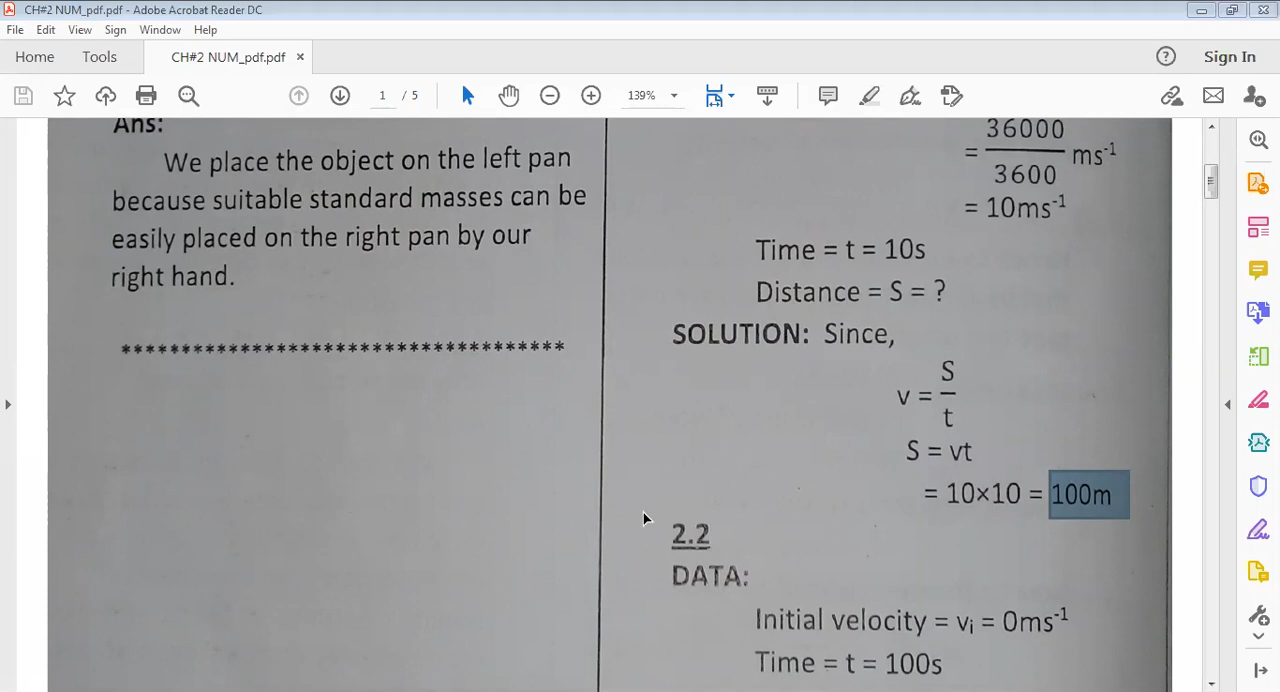 CH#2 NUM_pdf.pdf - Adobe Acrobat Reader DC
File Edit View Sign Window Help
Home Tools CH#2 NUM_pdf.pdf × Sign In
1 / 5 139%
Ans:
We place the object on the left pan
because suitable standard masses can be
easily placed on the right pan by our
right hand.
***********************************
= 36000/3600 ms⁻¹
= 10ms⁻¹
Time = t = 10s
Distance = S = ?
SOLUTION: Since,
v = S/t
S = vt
= 10×10 = 100m
2.2
DATA:
Initial velocity = vᵢ = 0ms⁻¹
Time = t = 100s